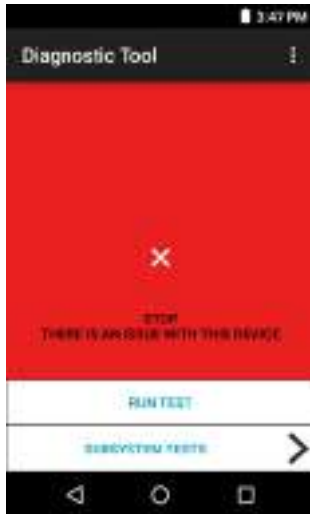 3:47 PM
Diagnostic Tool
STOP
THERE IS AN ISSUE WITH THIS DEVICE
RUN TEST
SUBSYSTEM TESTS